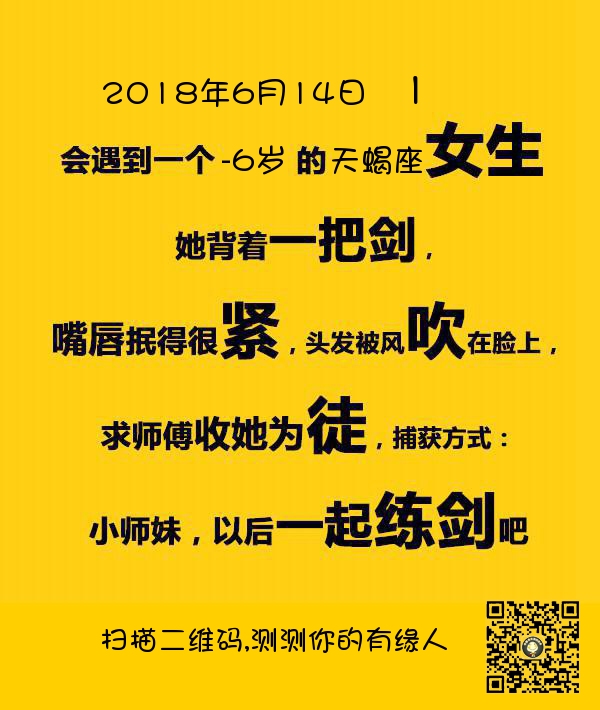 2018年6月14日 1
会遇到一个 -6岁 的天蝎座女生
她背着一把剑，
嘴唇抿得很紧，头发被风吹在脸上，
求师傅收她为徒，捕获方式：
小师妹，以后一起练剑吧
扫描二维码,测测你的有缘人